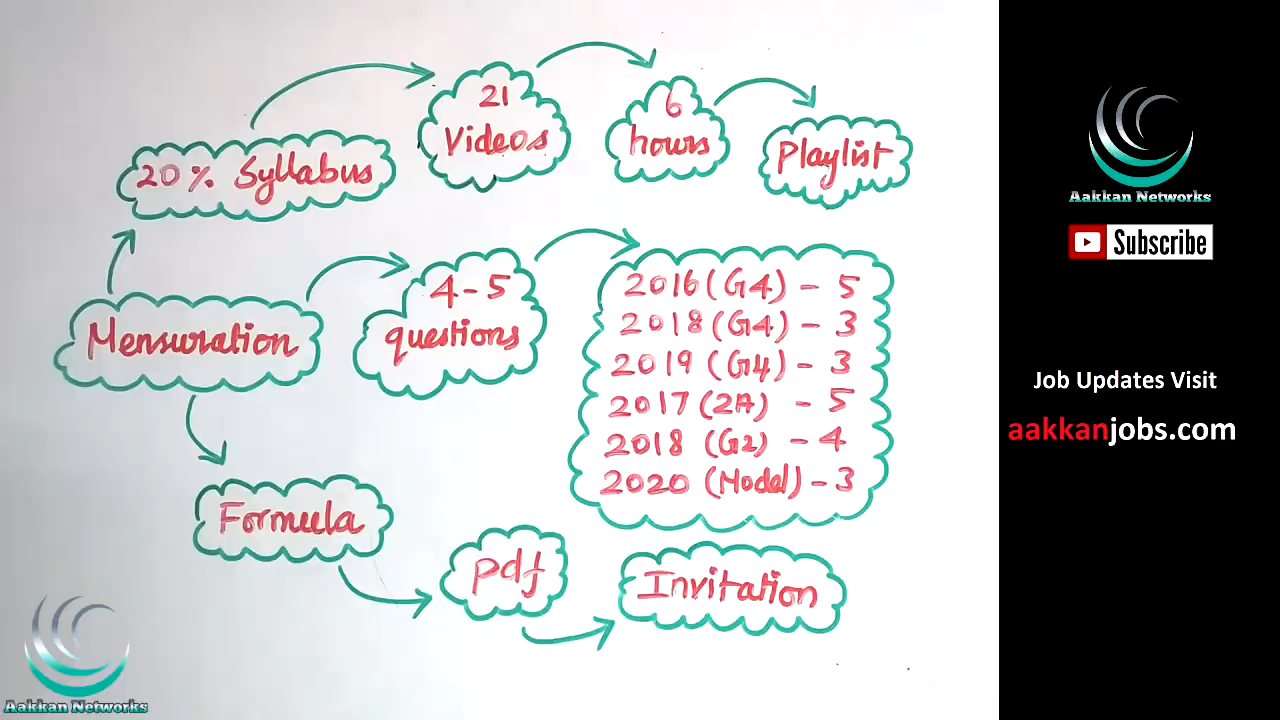 20% Syllabus
21
Videos
6
hours
Playlist
Mensuration
4-5
questions
2016 (G4) - 5
2018 (G4) - 3
2019 (G4) - 3
2017 (2A) - 5
2018 (G2) - 4
2020 (Model) - 3
Formula
pdf
Invitation
Aakkan Networks
Aakkan Networks
Subscribe
Job Updates Visit
aakkanjobs.com